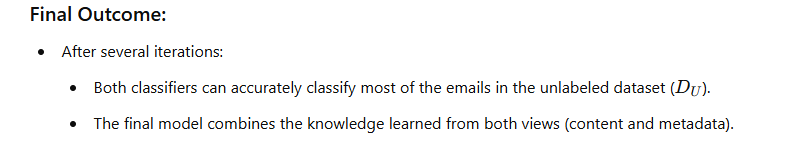 Final Outcome:
• After several iterations:
• Both classifiers can accurately classify most of the emails in the unlabeled dataset (D_U).
• The final model combines the knowledge learned from both views (content and metadata).